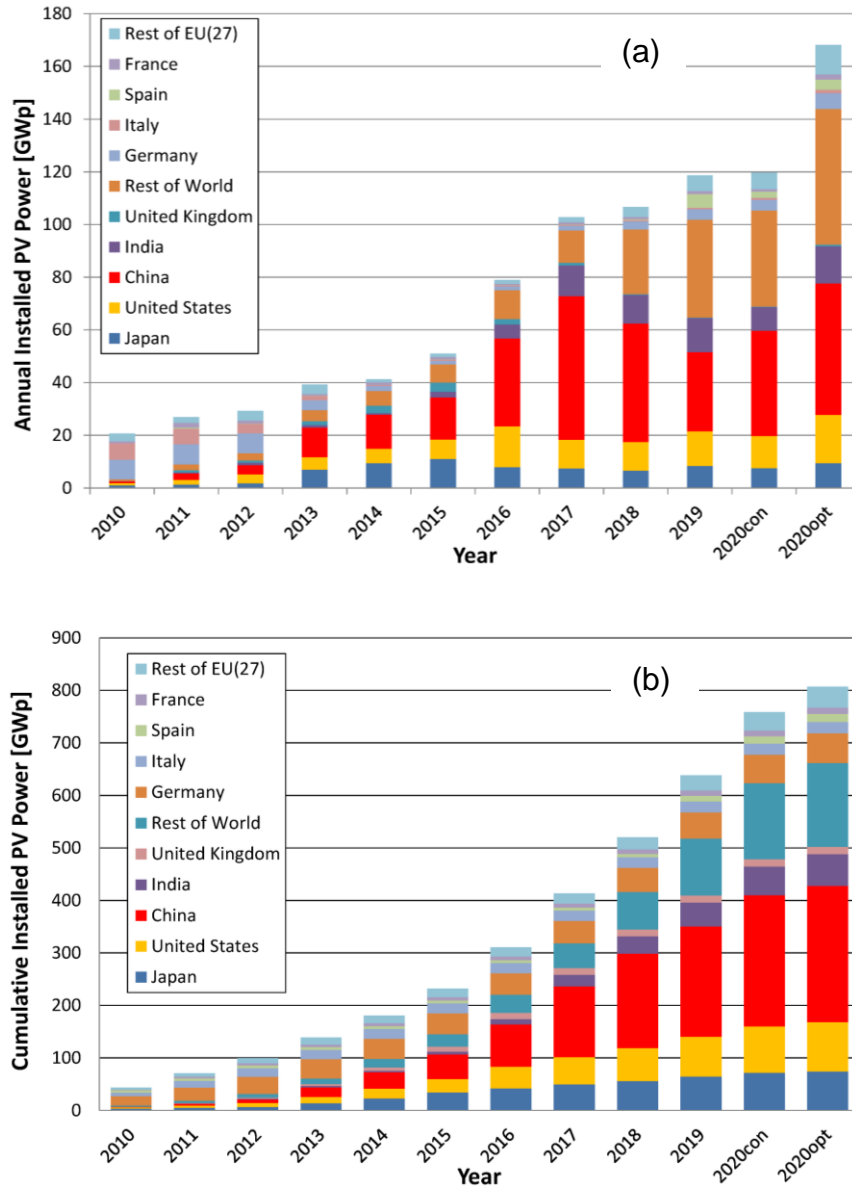 180
160
140
120
100
80
60
40
20
0
Annual Installed PV Power [GWp]
Rest of EU(27)
France
Spain
Italy
Germany
Rest of World
United Kingdom
India
China
United States
Japan
(a)
2010
2011
2012
2013
2014
2015
2016
2017
2018
2019
2020con
2020opt
Year
900
800
700
600
500
400
300
200
100
0
Cumulative Installed PV Power [GWp]
Rest of EU(27)
France
Spain
Italy
Germany
Rest of World
United Kingdom
India
China
United States
Japan
(b)
2010
2011
2012
2013
2014
2015
2016
2017
2018
2019
2020con
2020opt
Year